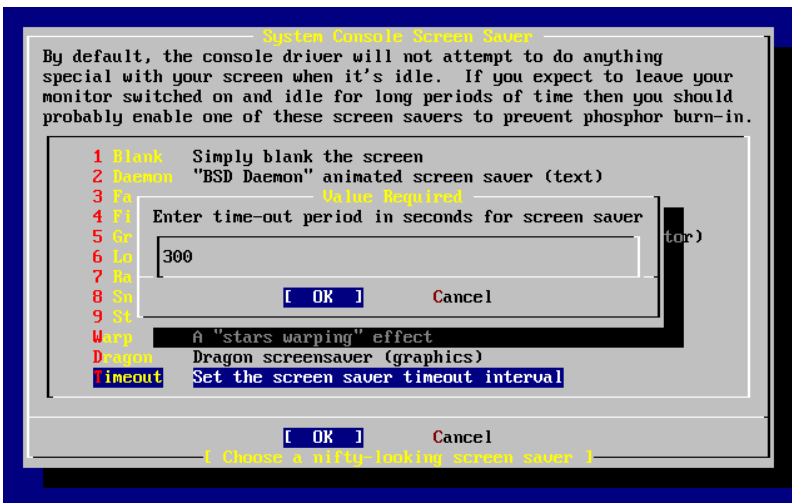 System Console Screen Saver
By default, the console driver will not attempt to do anything
special with your screen when it's idle.  If you expect to leave your
monitor switched on and idle for long periods of time then you should
probably enable one of these screen savers to prevent phosphor burn-in.
1 Blank Simply blank the screen
2 Daemon "BSD Daemon" animated screen saver (text)
3 Fa
Value Required
4 Fi
Enter time-out period in seconds for screen saver
5 Gr tor)
6 Lo
300
7 Ra
8 Sn
[ OK ] Cancel
9 St
Warp A "stars warping" effect
Dragon Dragon screensaver (graphics)
Timeout Set the screen saver timeout interval
[ OK ] Cancel
[ Choose a nifty-looking screen saver ]